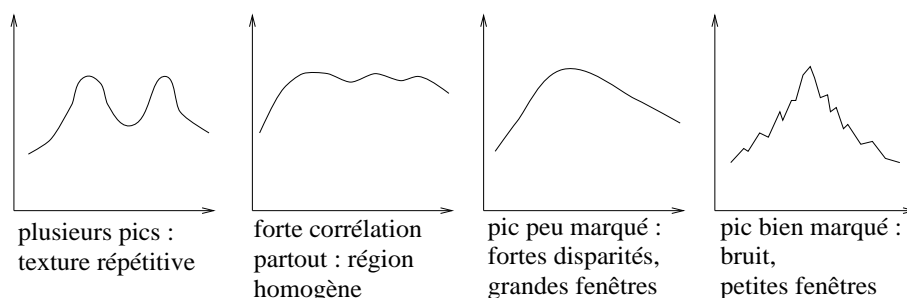 plusieurs pics :
texture répétitive
forte corrélation
partout : région
homogène
pic peu marqué :
fortes disparités,
grandes fenêtres
pic bien marqué :
bruit,
petites fenêtres